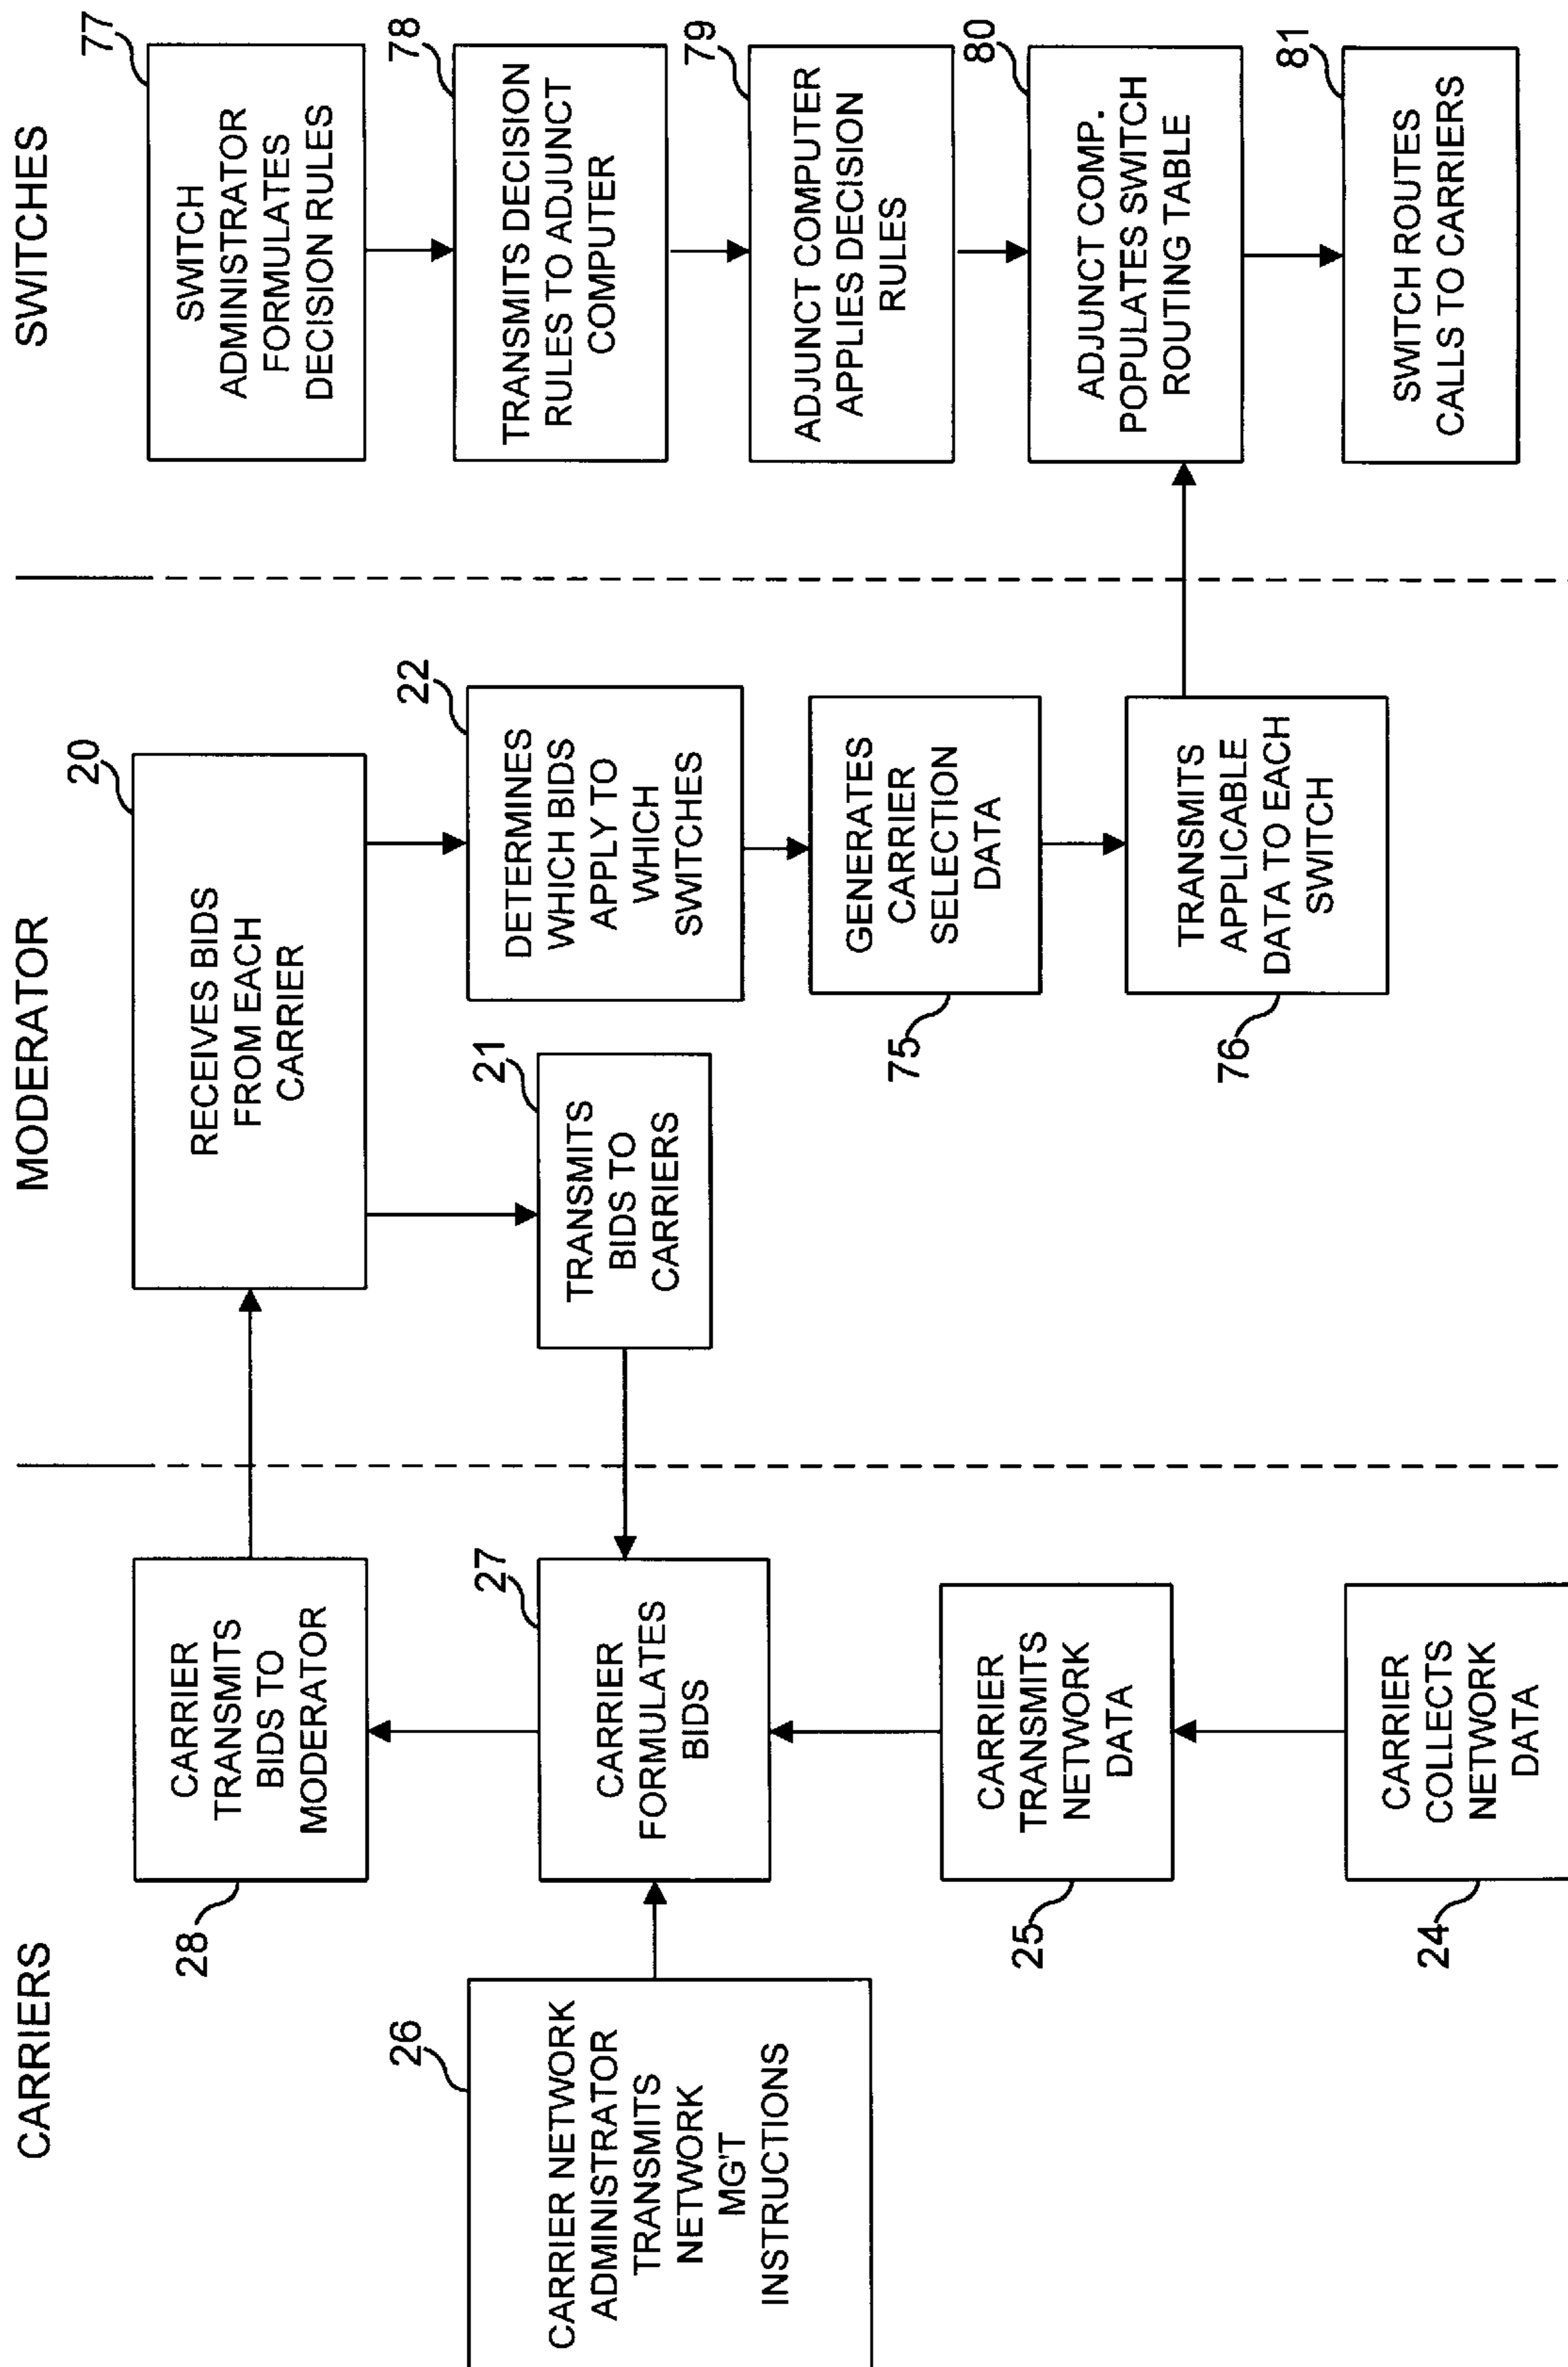 CARRIERS
28
CARRIER
TRANSMITS
BIDS TO
MODERATOR
26
CARRIER NETWORK
ADMINISTRATOR
TRANSMITS
NETWORK
MG'T
INSTRUCTIONS
27
CARRIER
FORMULATES
BIDS
25
CARRIER
TRANSMITS
NETWORK
DATA
24
CARRIER
COLLECTS
NETWORK
DATA
MODERATOR
20
RECEIVES BIDS
FROM EACH
CARRIER
21
TRANSMITS
BIDS TO
CARRIERS
22
DETERMINES
WHICH BIDS
APPLY TO
WHICH
SWITCHES
75
GENERATES
CARRIER
SELECTION
DATA
76
TRANSMITS
APPLICABLE
DATA TO EACH
SWITCH
SWITCHES
77
SWITCH
ADMINISTRATOR
FORMULATES
DECISION RULES
78
TRANSMITS DECISION
RULES TO ADJUNCT
COMPUTER
79
ADJUNCT COMPUTER
APPLIES DECISION
RULES
80
ADJUNCT COMP.
POPULATES SWITCH
ROUTING TABLE
81
SWITCH ROUTES
CALLS TO CARRIERS